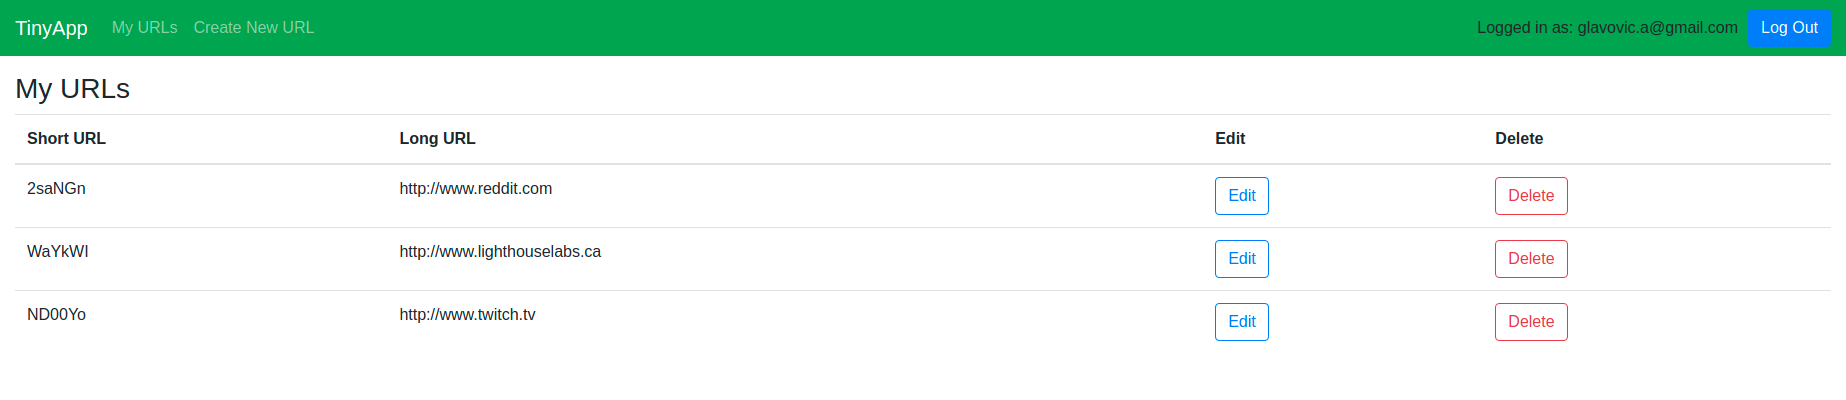 TinyApp My URLs Create New URL Logged in as: glavovic.a@gmail.com Log Out
My URLs
Short URL Long URL Edit Delete
2saNGn http://www.reddit.com Edit Delete
WaYkWI http://www.lighthouselabs.ca Edit Delete
ND00Yo http://www.twitch.tv Edit Delete